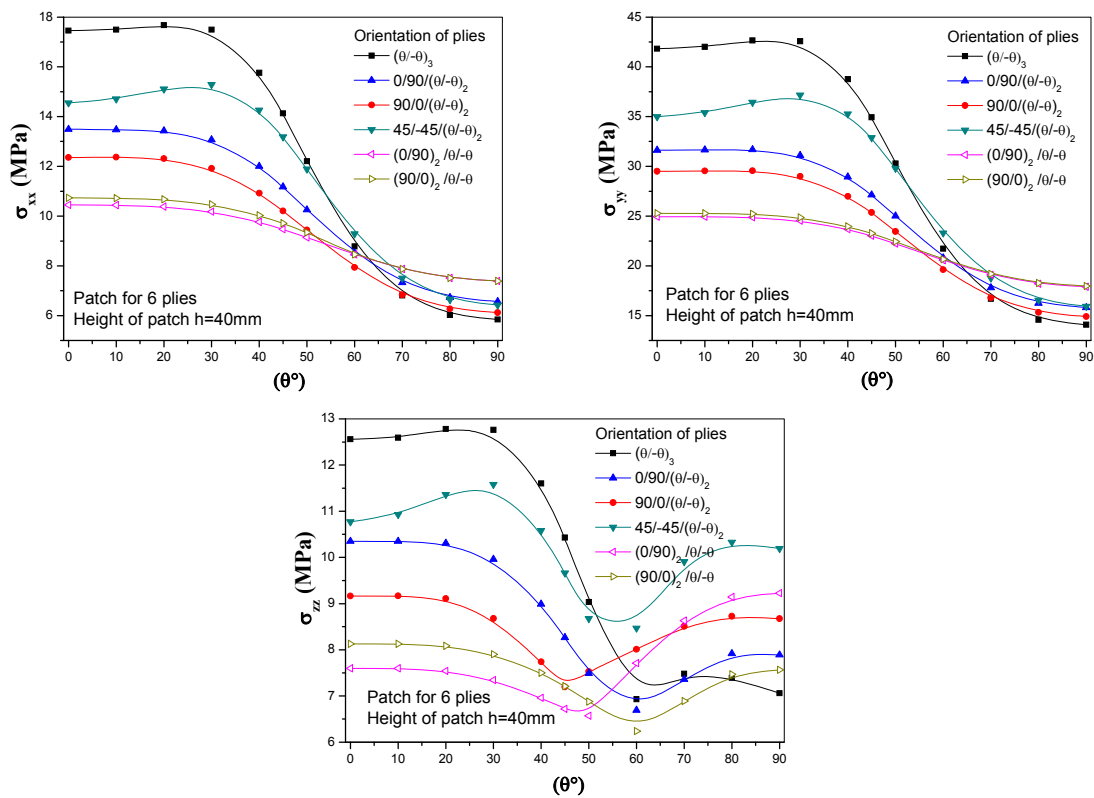 18
16
14
12
10
8
6
σxx (MPa)
Orientation of plies
(θ/-θ)3
0/90/(θ/-θ)2
90/0/(θ/-θ)2
45/-45/(θ/-θ)2
(0/90)2 /θ/-θ
(90/0)2 /θ/-θ
Patch for 6 plies
Height of patch h=40mm
0 10 20 30 40 50 60 70 80 90
(θ°)
45
40
35
30
25
20
15
σyy (MPa)
Orientation of plies
(θ/-θ)3
0/90/(θ/-θ)2
90/0/(θ/-θ)2
45/-45/(θ/-θ)2
(0/90)2 /θ/-θ
(90/0)2 /θ/-θ
Patch for 6 plies
Height of patch h=40mm
0 10 20 30 40 50 60 70 80 90
(θ°)
13
12
11
10
9
8
7
6
σzz (MPa)
Orientation of plies
(θ/-θ)3
0/90/(θ/-θ)2
90/0/(θ/-θ)2
45/-45/(θ/-θ)2
(0/90)2 /θ/-θ
(90/0)2 /θ/-θ
Patch for 6 plies
Height of patch h=40mm
0 10 20 30 40 50 60 70 80 90
(θ°)